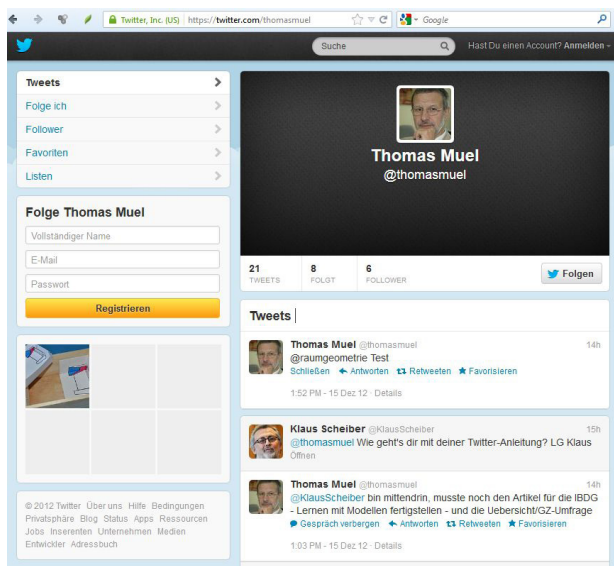 Twitter, Inc. (US) https://twitter.com/thomasmuel Google
Suche Hast Du einen Account? Anmelden
Tweets
Folge ich
Follower
Favoriten
Listen
Folge Thomas Muel
Vollständiger Name
E-Mail
Passwort
Registrieren
© 2012 Twitter Über uns Hilfe Bedingungen
Privatsphäre Blog Status Apps Ressourcen
Jobs Inserenten Unternehmen Medien
Entwickler Adressbuch
Thomas Muel
@thomasmuel
21 8 6
TWEETS FOLGT FOLLOWER
Folgen
Tweets
Thomas Muel @thomasmuel 14h
@raumgeometrie Test
Schließen Antworten Retweeten Favorisieren
1:52 PM - 15 Dez 12 · Details
Klaus Scheiber @KlausScheiber 15h
@thomasmuel Wie geht's dir mit deiner Twitter-Anleitung? LG Klaus
Öffnen
Thomas Muel @thomasmuel 14h
@KlausScheiber bin mittendrin, musste noch den Artikel für die IBDG
- Lernen mit Modellen fertigstellen - und die Uebersicht/GZ-Umfrage
Gespräch verbergen Antworten Retweeten Favorisieren
1:03 PM - 15 Dez 12 · Details